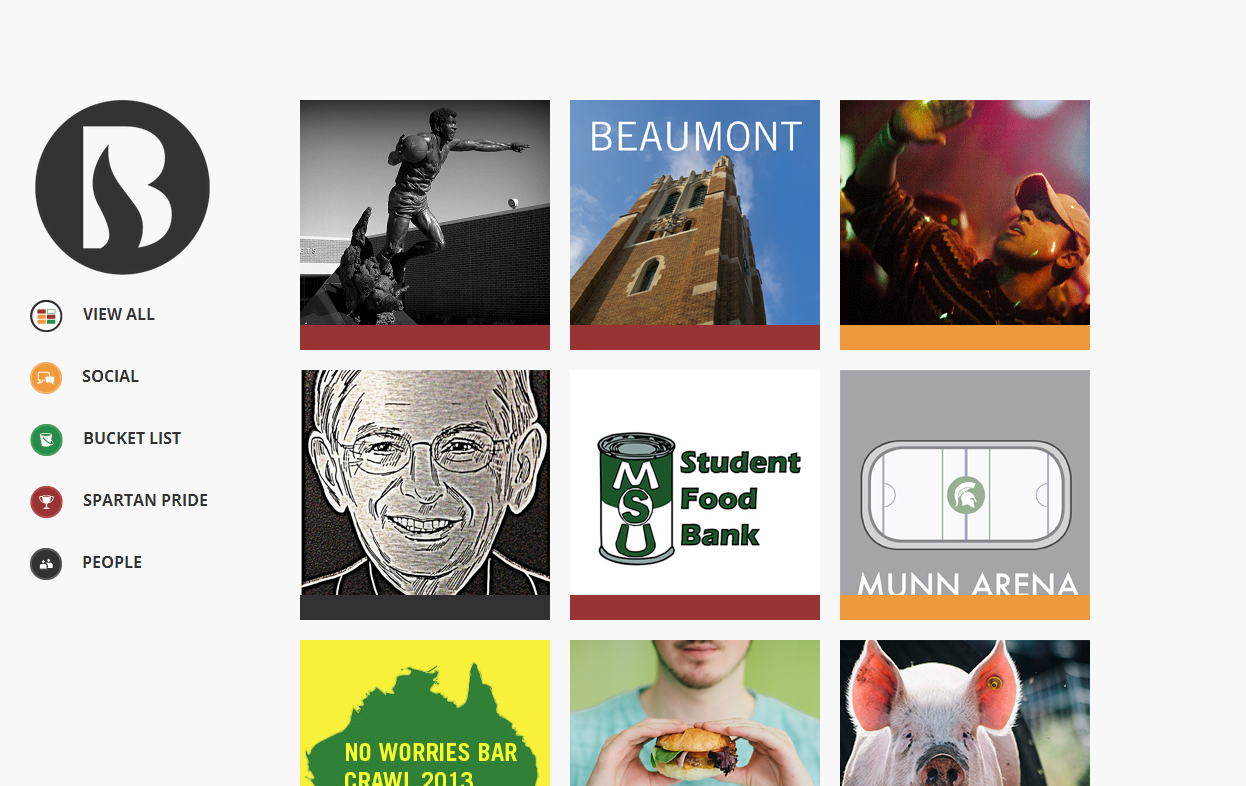 B
VIEW ALL
SOCIAL
BUCKET LIST
SPARTAN PRIDE
PEOPLE
BEAUMONT
MSU
Student
Food
Bank
MUNN ARENA
NO WORRIES BAR
CRAWL 2013